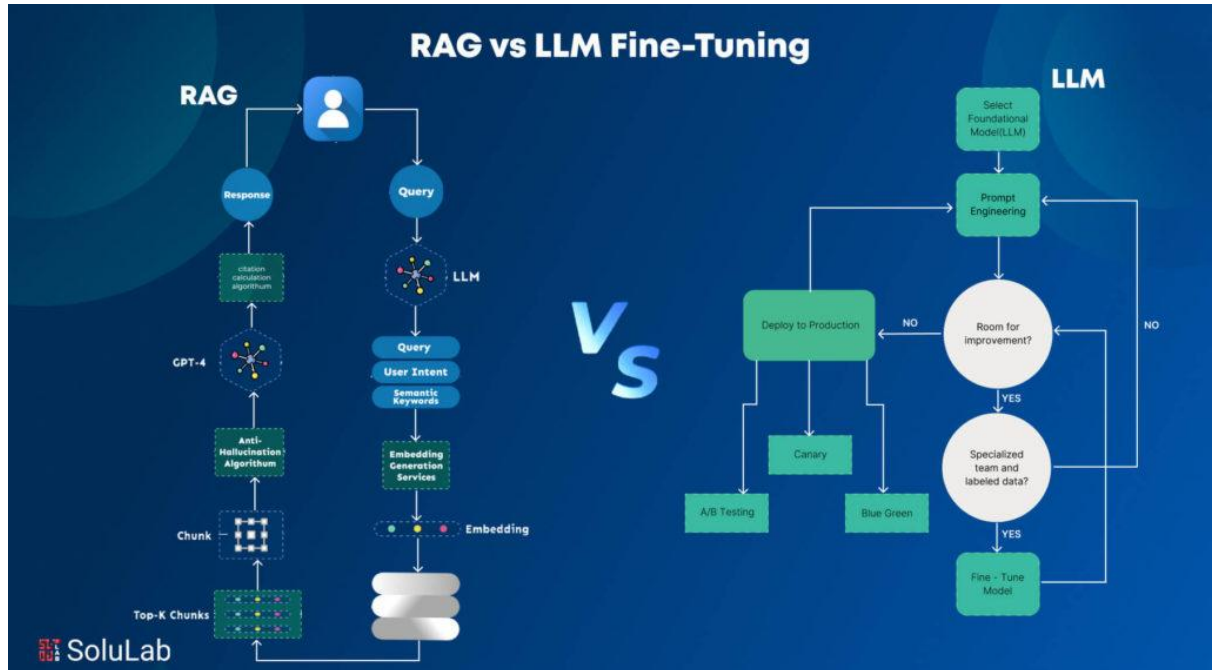 RAG vs LLM Fine-Tuning
RAG
Response
Query
citation
calculation
algorithum
LLM
GPT-4
Query
User Intent
Semantic
Keywords
Anti-
Hallucination
Algorithum
Embedding
Generation
Services
Chunk
Embedding
Top-K Chunks
VS
LLM
Select
Foundational
Model(LLM)
Prompt
Engineering
Deploy to Production
NO
Room for
improvement?
NO
YES
Canary
Specialized
team and
labeled data?
A/B Testing
Blue Green
YES
Fine - Tune
Model
SoluLab